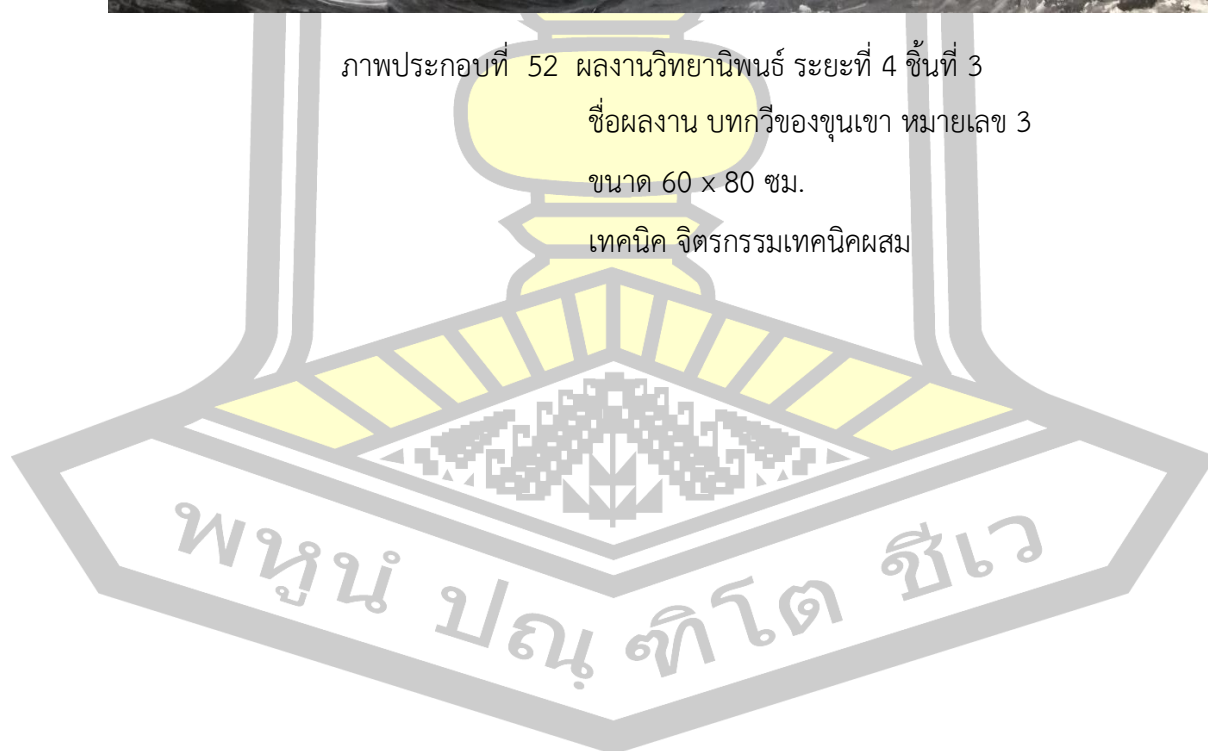 ภาพประกอบที่ 52 ผลงานวิทยานิพนธ์ ระยะที่ 4 ชิ้นที่ 3
ชื่อผลงาน บทกวีของขุนเขา หมายเลข 3
ขนาด 60 x 80 ซม.
เทคนิค จิตรกรรมเทคนิคผสม
พหูนํ ปณฺฑิโต ชีเว